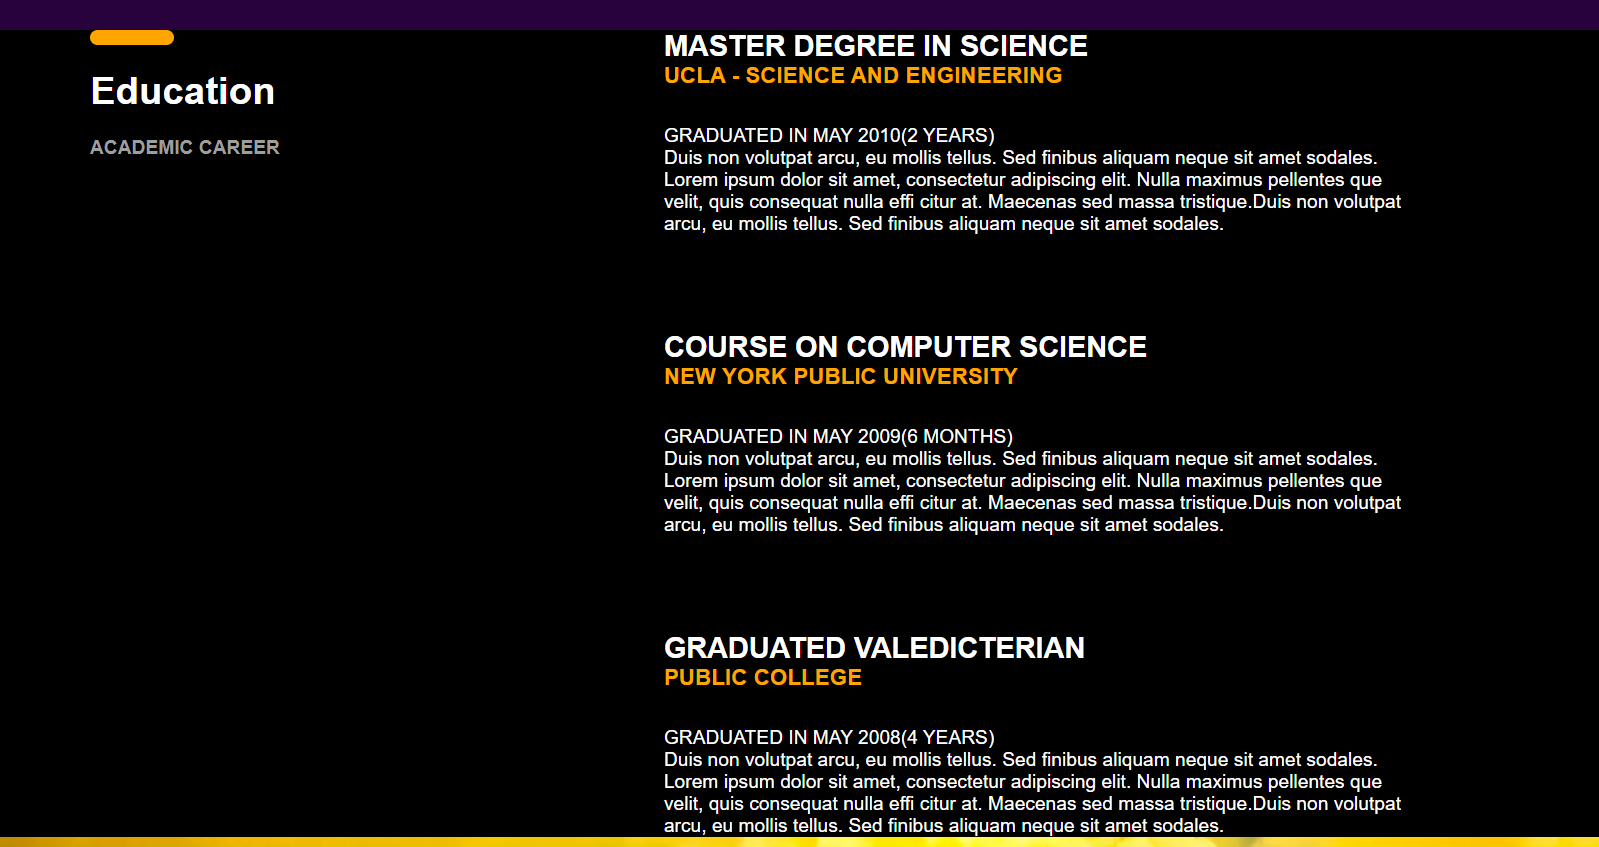 Education
ACADEMIC CAREER
MASTER DEGREE IN SCIENCE
UCLA - SCIENCE AND ENGINEERING
GRADUATED IN MAY 2010(2 YEARS)
Duis non volutpat arcu, eu mollis tellus. Sed finibus aliquam neque sit amet sodales.
Lorem ipsum dolor sit amet, consectetur adipiscing elit. Nulla maximus pellentes que
velit, quis consequat nulla effi citur at. Maecenas sed massa tristique.Duis non volutpat
arcu, eu mollis tellus. Sed finibus aliquam neque sit amet sodales.
COURSE ON COMPUTER SCIENCE
NEW YORK PUBLIC UNIVERSITY
GRADUATED IN MAY 2009(6 MONTHS)
Duis non volutpat arcu, eu mollis tellus. Sed finibus aliquam neque sit amet sodales.
Lorem ipsum dolor sit amet, consectetur adipiscing elit. Nulla maximus pellentes que
velit, quis consequat nulla effi citur at. Maecenas sed massa tristique.Duis non volutpat
arcu, eu mollis tellus. Sed finibus aliquam neque sit amet sodales.
GRADUATED VALEDICTERIAN
PUBLIC COLLEGE
GRADUATED IN MAY 2008(4 YEARS)
Duis non volutpat arcu, eu mollis tellus. Sed finibus aliquam neque sit amet sodales.
Lorem ipsum dolor sit amet, consectetur adipiscing elit. Nulla maximus pellentes que
velit, quis consequat nulla effi citur at. Maecenas sed massa tristique.Duis non volutpat
arcu, eu mollis tellus. Sed finibus aliquam neque sit amet sodales.